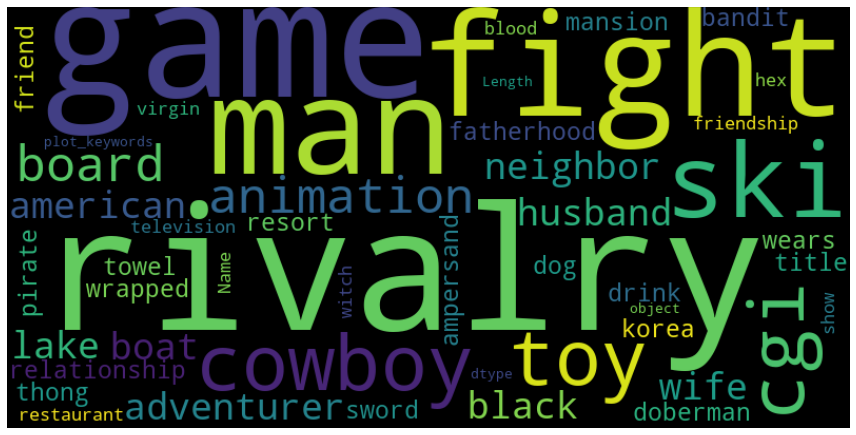 game
fight
man
rivalry
friend
virgin
plot_keywords
blood
Length
mansion
bandit
hex
friendship
fatherhood
board
neighbor
ski
american
animation
husband
television
resort
wears
title
pirate
towel
wrapped
Name
witch
ampersand
dog
drink
object
korea
cgi
show
lake
boat
relationship
cowboy
dtype
toy
wife
thong
restaurant
adventurer
sword
black
doberman